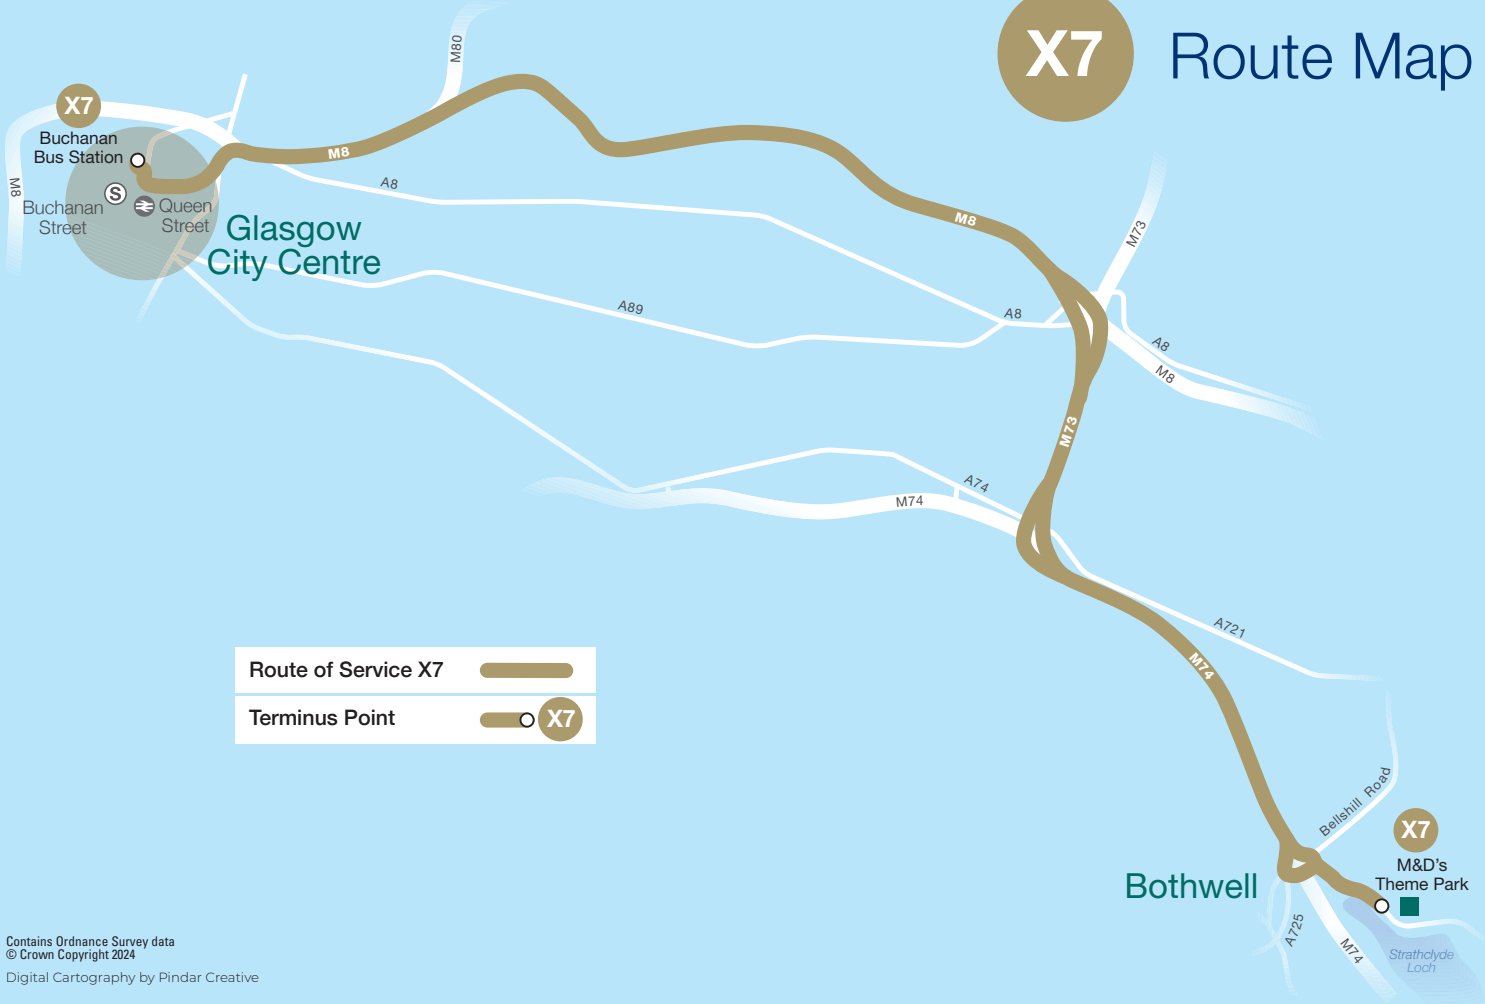 X7 Route Map
M80
X7
Buchanan
Bus Station
M8
M8
A8
S
Buchanan
Street
Queen
Street
Glasgow
City Centre
M8
M73
A89
A8
A8
M8
M73
A74
M74
A721
M74
Route of Service X7
Terminus Point
X7
Bellshill Road
X7
M&D's
Theme Park
Bothwell
A725
M74
Strathclyde
Loch
Contains Ordnance Survey data
© Crown Copyright 2024
Digital Cartography by Pindar Creative